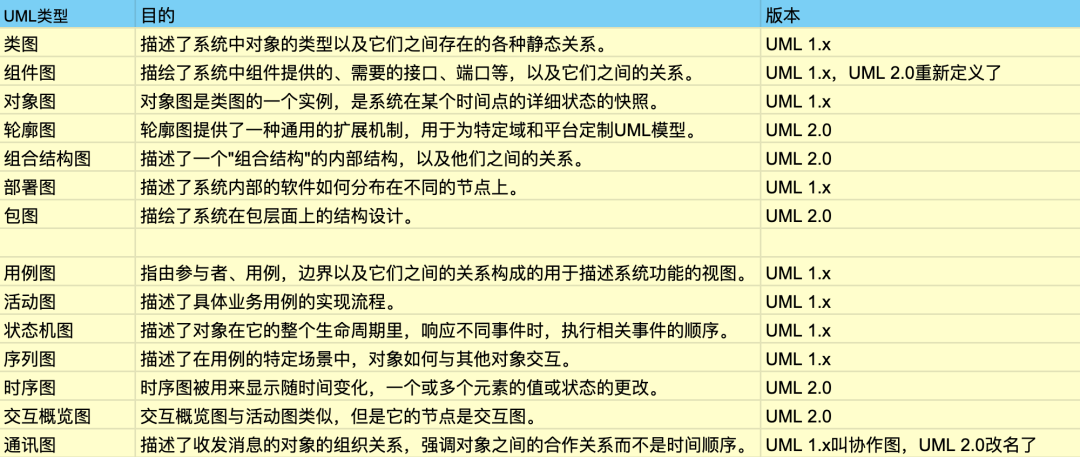 UML类型 目的 版本
类图 描述了系统中对象的类型以及它们之间存在的各种静态关系。 UML 1.x
组件图 描绘了系统中组件提供的、需要的接口、端口等，以及它们之间的关系。 UML 1.x，UML 2.0重新定义了
对象图 对象图是类图的一个实例，是系统在某个时间点的详细状态的快照。 UML 1.x
轮廓图 轮廓图提供了一种通用的扩展机制，用于为特定域和平台定制UML模型。 UML 2.0
组合结构图 描述了一个"组合结构"的内部结构，以及他们之间的关系。 UML 2.0
部署图 描述了系统内部的软件如何分布在不同的节点上。 UML 1.x
包图 描绘了系统在包层面上的结构设计。 UML 2.0
用例图 指由参与者、用例，边界以及它们之间的关系构成的用于描述系统功能的视图。 UML 1.x
活动图 描述了具体业务用例的实现流程。 UML 1.x
状态机图 描述了对象在它的整个生命周期里，响应不同事件时，执行相关事件的顺序。 UML 1.x
序列图 描述了在用例的特定场景中，对象如何与其他对象交互。 UML 1.x
时序图 时序图被用来显示随时间变化，一个或多个元素的值或状态的更改。 UML 2.0
交互概览图 交互概览图与活动图类似，但是它的节点是交互图。 UML 2.0
通讯图 描述了收发消息的对象的组织关系，强调对象之间的合作关系而不是时间顺序。 UML 1.x叫协作图，UML 2.0改名了